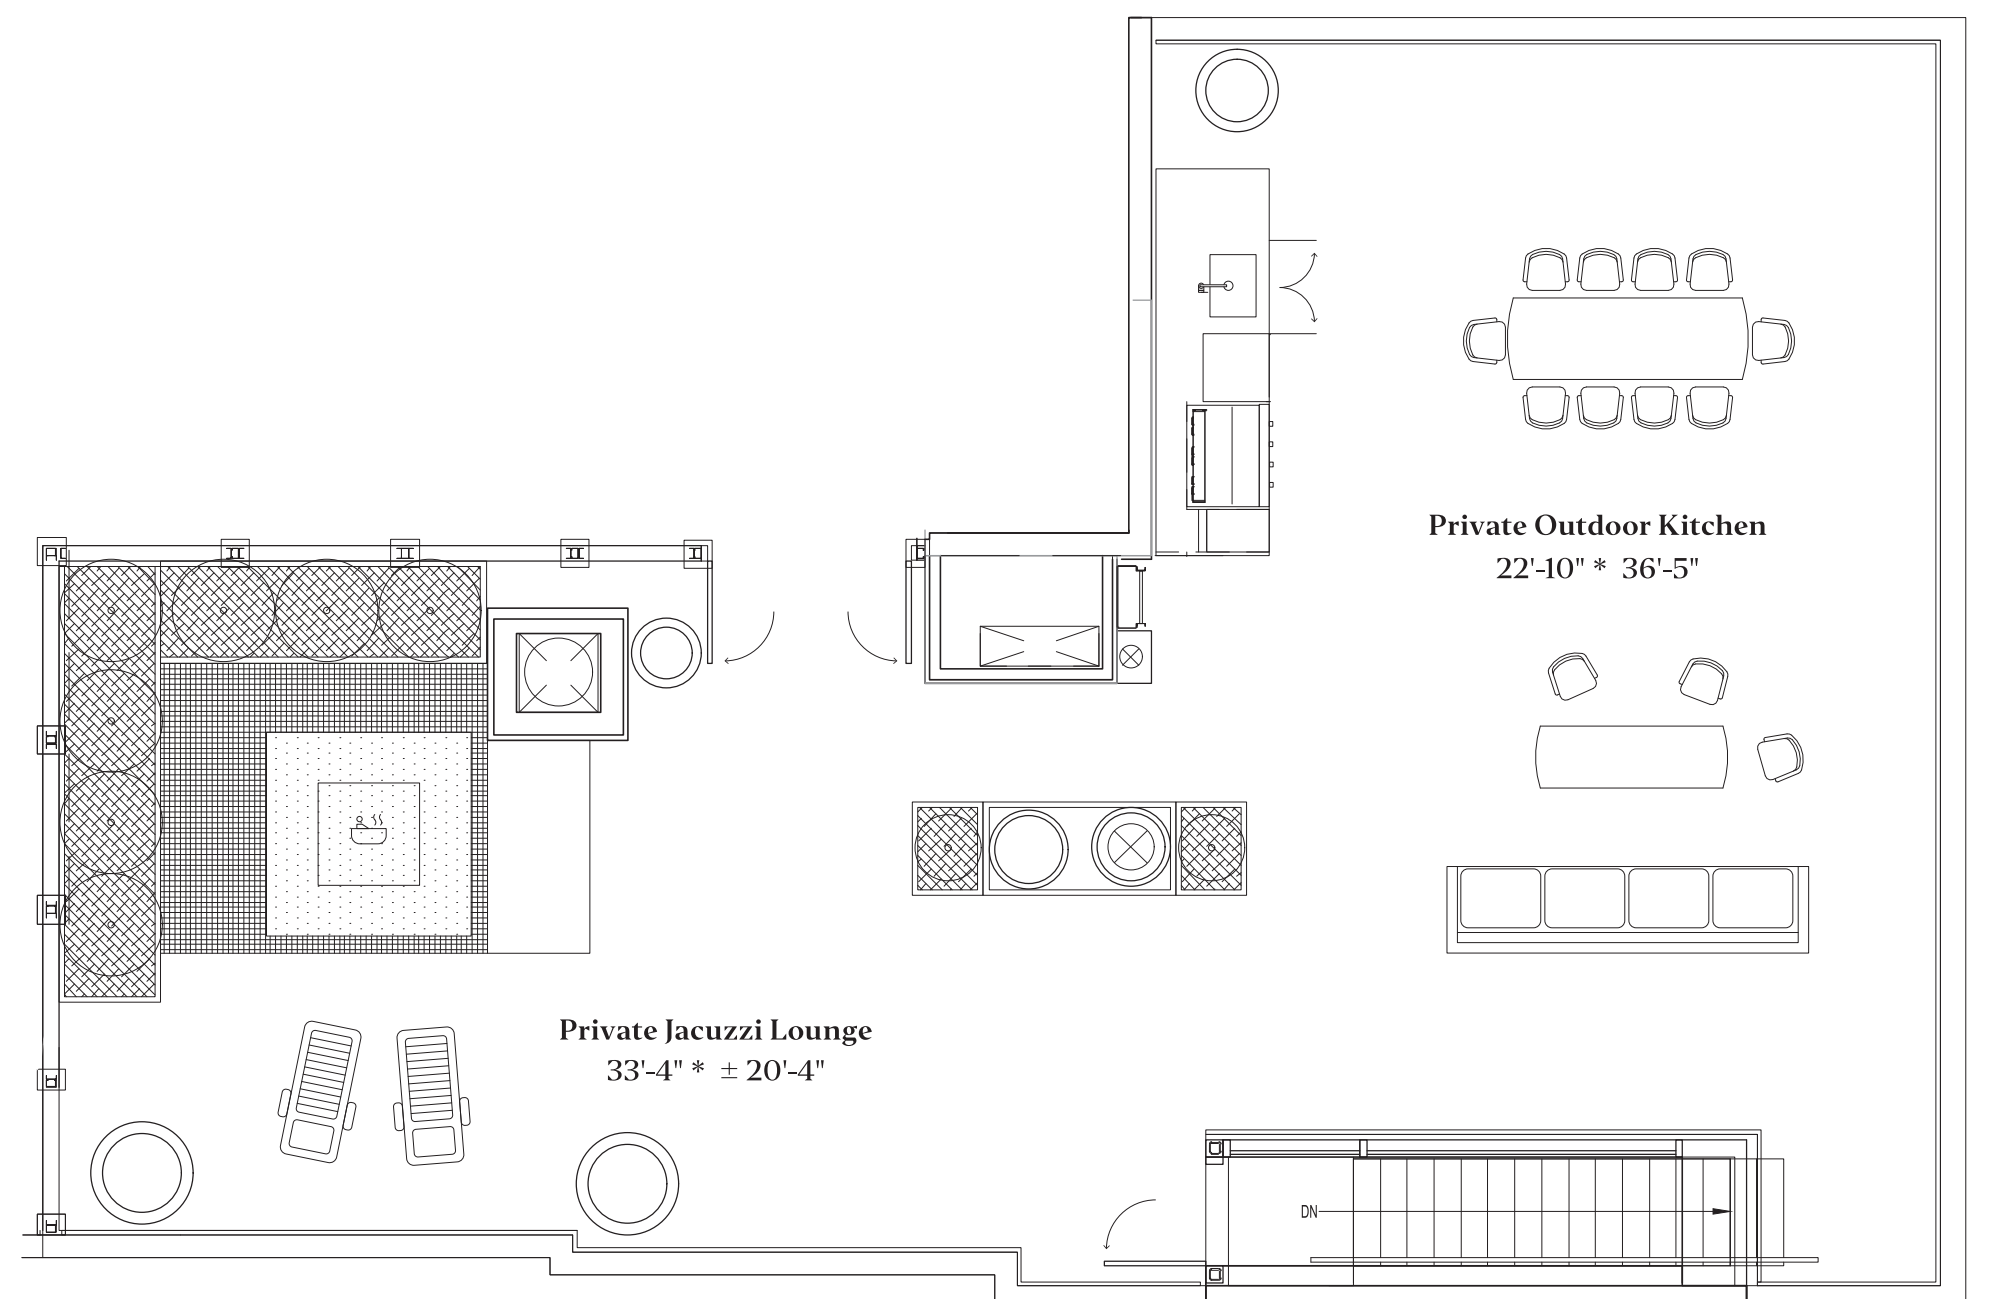 Private Outdoor Kitchen
22'-10" * 36'-5"
Private Jacuzzi Lounge
33'-4" * ± 20'-4"
DN